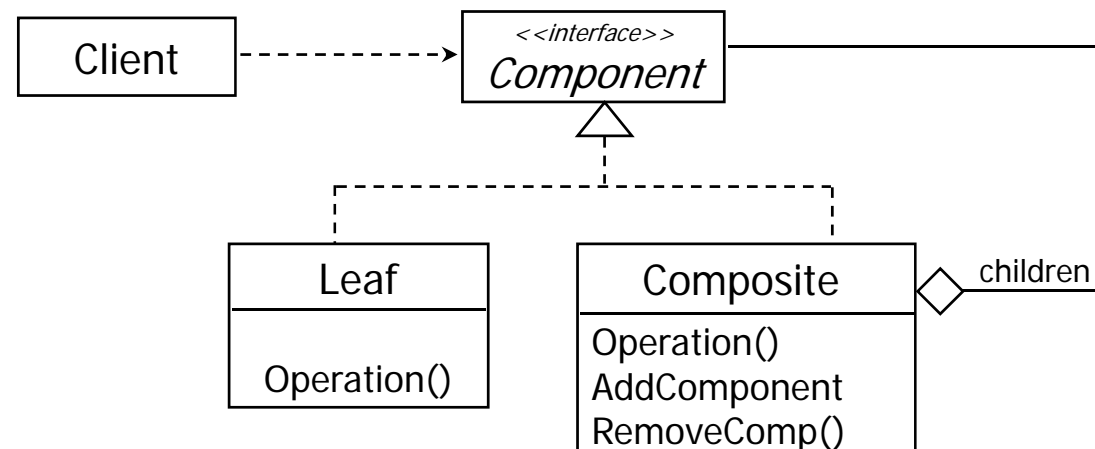 Client
<<interface>>
Component
Leaf
Operation()
Composite
Operation()
AddComponent
RemoveComp()
children